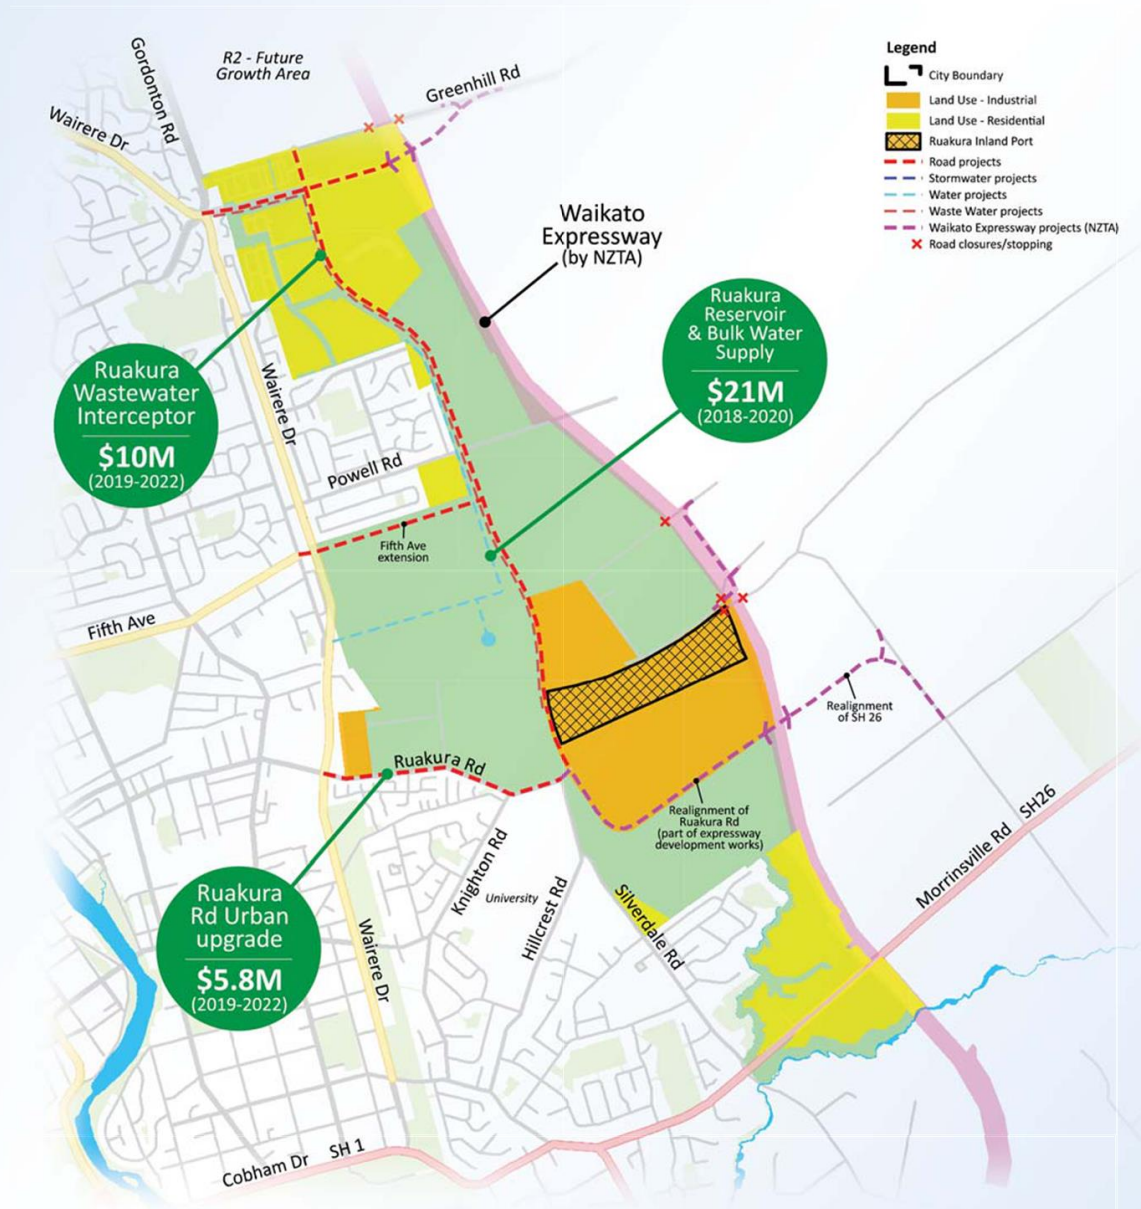 R2 - Future
Growth Area
Gordonton Rd
Wairere Dr
Greenhill Rd
Legend
City Boundary
Land Use - Industrial
Land Use - Residential
Ruakura Inland Port
Road projects
Stormwater projects
Water projects
Waste Water projects
Waikato Expressway projects (NZTA)
Road closures/stopping
Waikato
Expressway
(by NZTA)
Ruakura
Reservoir
& Bulk Water
Supply
$21M
(2018-2020)
Ruakura
Wastewater
Interceptor
$10M
(2019-2022)
Wairere Dr
Powell Rd
Fifth Ave
extension
Fifth Ave
Realignment
of SH 26
Ruakura Rd
Realignment of
Ruakura Rd
(part of expressway
development works)
Morrinsville Rd SH26
Knighton Rd
University
Hillcrest Rd
Silverdale Rd
Ruakura
Rd Urban
upgrade
$5.8M
(2019-2022)
Wairere Dr
Cobham Dr SH 1